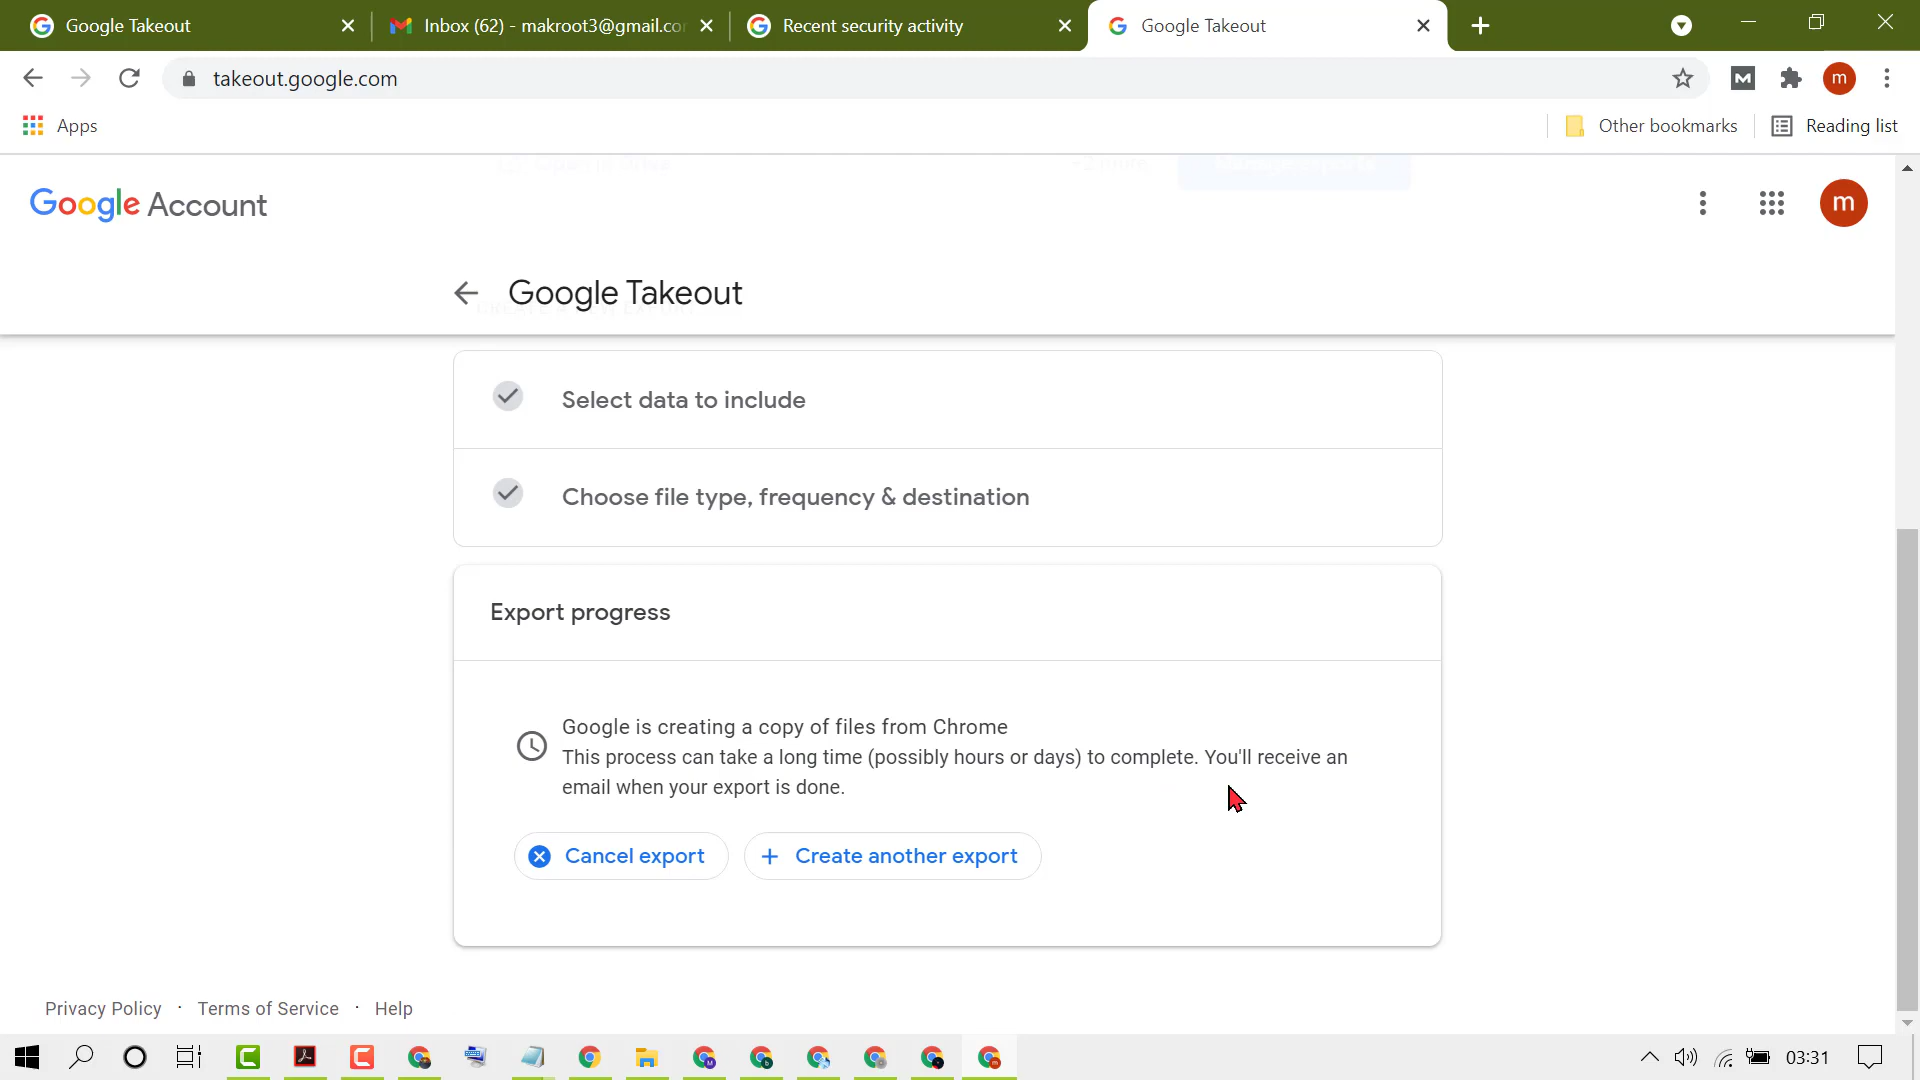 Google Takeout
Inbox (62) - makroot3@gmail.co
Recent security activity
Google Takeout
takeout.google.com
m
Apps
Other bookmarks
Reading list
Google Account
m
Google Takeout
Select data to include
Choose file type, frequency & destination
Export progress
Google is creating a copy of files from Chrome
This process can take a long time (possibly hours or days) to complete. You'll receive an
email when your export is done.
Cancel export
Create another export
Privacy Policy · Terms of Service · Help
03:31